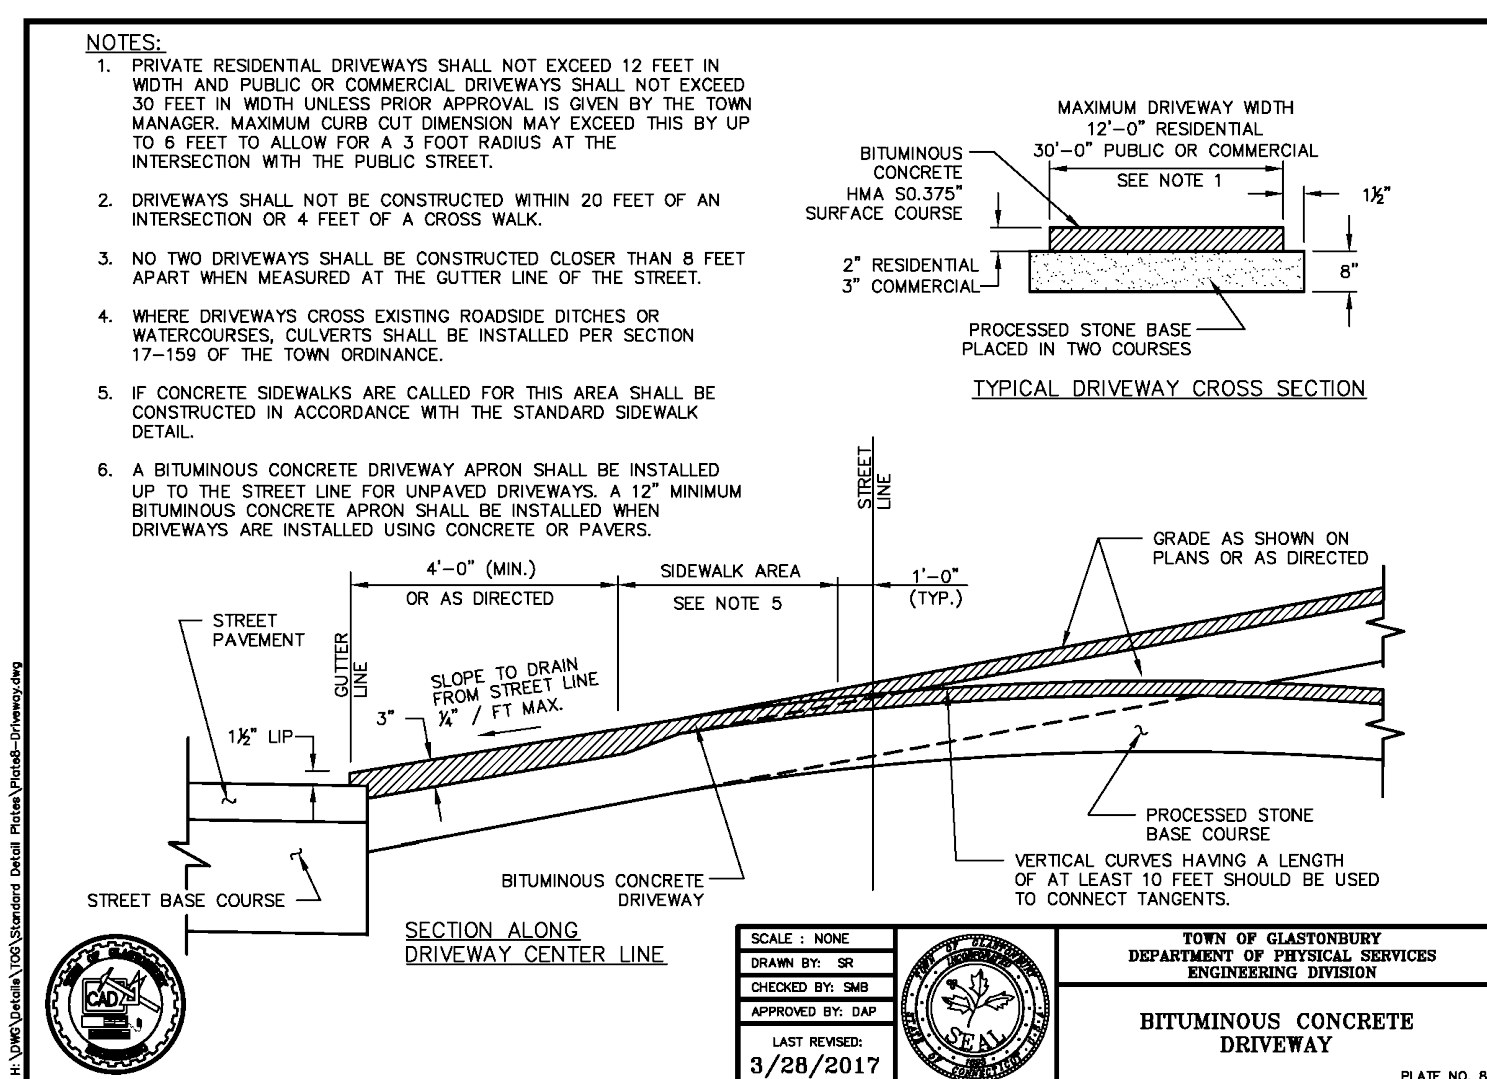 NOTES:
1. PRIVATE RESIDENTIAL DRIVEWAYS SHALL NOT EXCEED 12 FEET IN
WIDTH AND PUBLIC OR COMMERCIAL DRIVEWAYS SHALL NOT EXCEED
30 FEET IN WIDTH UNLESS PRIOR APPROVAL IS GIVEN BY THE TOWN
MANAGER. MAXIMUM CURB CUT DIMENSION MAY EXCEED THIS BY UP
TO 6 FEET TO ALLOW FOR A 3 FOOT RADIUS AT THE
INTERSECTION WITH THE PUBLIC STREET.
2. DRIVEWAYS SHALL NOT BE CONSTRUCTED WITHIN 20 FEET OF AN
INTERSECTION OR 4 FEET OF A CROSS WALK.
3. NO TWO DRIVEWAYS SHALL BE CONSTRUCTED CLOSER THAN 8 FEET
APART WHEN MEASURED AT THE GUTTER LINE OF THE STREET.
4. WHERE DRIVEWAYS CROSS EXISTING ROADSIDE DITCHES OR
WATERCOURSES, CULVERTS SHALL BE INSTALLED PER SECTION
17-159 OF THE TOWN ORDINANCE.
5. IF CONCRETE SIDEWALKS ARE CALLED FOR THIS AREA SHALL BE
CONSTRUCTED IN ACCORDANCE WITH THE STANDARD SIDEWALK
DETAIL.
6. A BITUMINOUS CONCRETE DRIVEWAY APRON SHALL BE INSTALLED
UP TO THE STREET LINE FOR UNPAVED DRIVEWAYS. A 12" MINIMUM
BITUMINOUS CONCRETE APRON SHALL BE INSTALLED WHEN
DRIVEWAYS ARE INSTALLED USING CONCRETE OR PAVERS.
MAXIMUM DRIVEWAY WIDTH
12'-0" RESIDENTIAL
30'-0" PUBLIC OR COMMERCIAL
SEE NOTE 1
BITUMINOUS
CONCRETE
HMA S0.375"
SURFACE COURSE
1½"
2" RESIDENTIAL
3" COMMERCIAL
8"
PROCESSED STONE BASE
PLACED IN TWO COURSES
TYPICAL DRIVEWAY CROSS SECTION
STREET
LINE
GRADE AS SHOWN ON
PLANS OR AS DIRECTED
4'-0" (MIN.)
OR AS DIRECTED
SIDEWALK AREA
SEE NOTE 5
1'-0"
(TYP.)
STREET
PAVEMENT
GUTTER
LINE
SLOPE TO DRAIN
FROM STREET LINE
¼" / FT MAX.
3"
1½" LIP
PROCESSED STONE
BASE COURSE
VERTICAL CURVES HAVING A LENGTH
OF AT LEAST 10 FEET SHOULD BE USED
TO CONNECT TANGENTS.
BITUMINOUS CONCRETE
DRIVEWAY
STREET BASE COURSE
SECTION ALONG
DRIVEWAY CENTER LINE
H:\DWG\Details\TOG\Standard Detail Plates\Plate8-Driveway.dwg
TOWN OF GLASTONBURY
CAD
ENGINEERING
SCALE : NONE
DRAWN BY: SR
CHECKED BY: SMB
APPROVED BY: DAP
LAST REVISED:
3/28/2017
TOWN OF GLASTONBURY
INCORPORATED
SEAL
1693
STATE OF CONNECTICUT. U.S.A.
TOWN OF GLASTONBURY
DEPARTMENT OF PHYSICAL SERVICES
ENGINEERING DIVISION
BITUMINOUS CONCRETE
DRIVEWAY
PLATE NO. 8